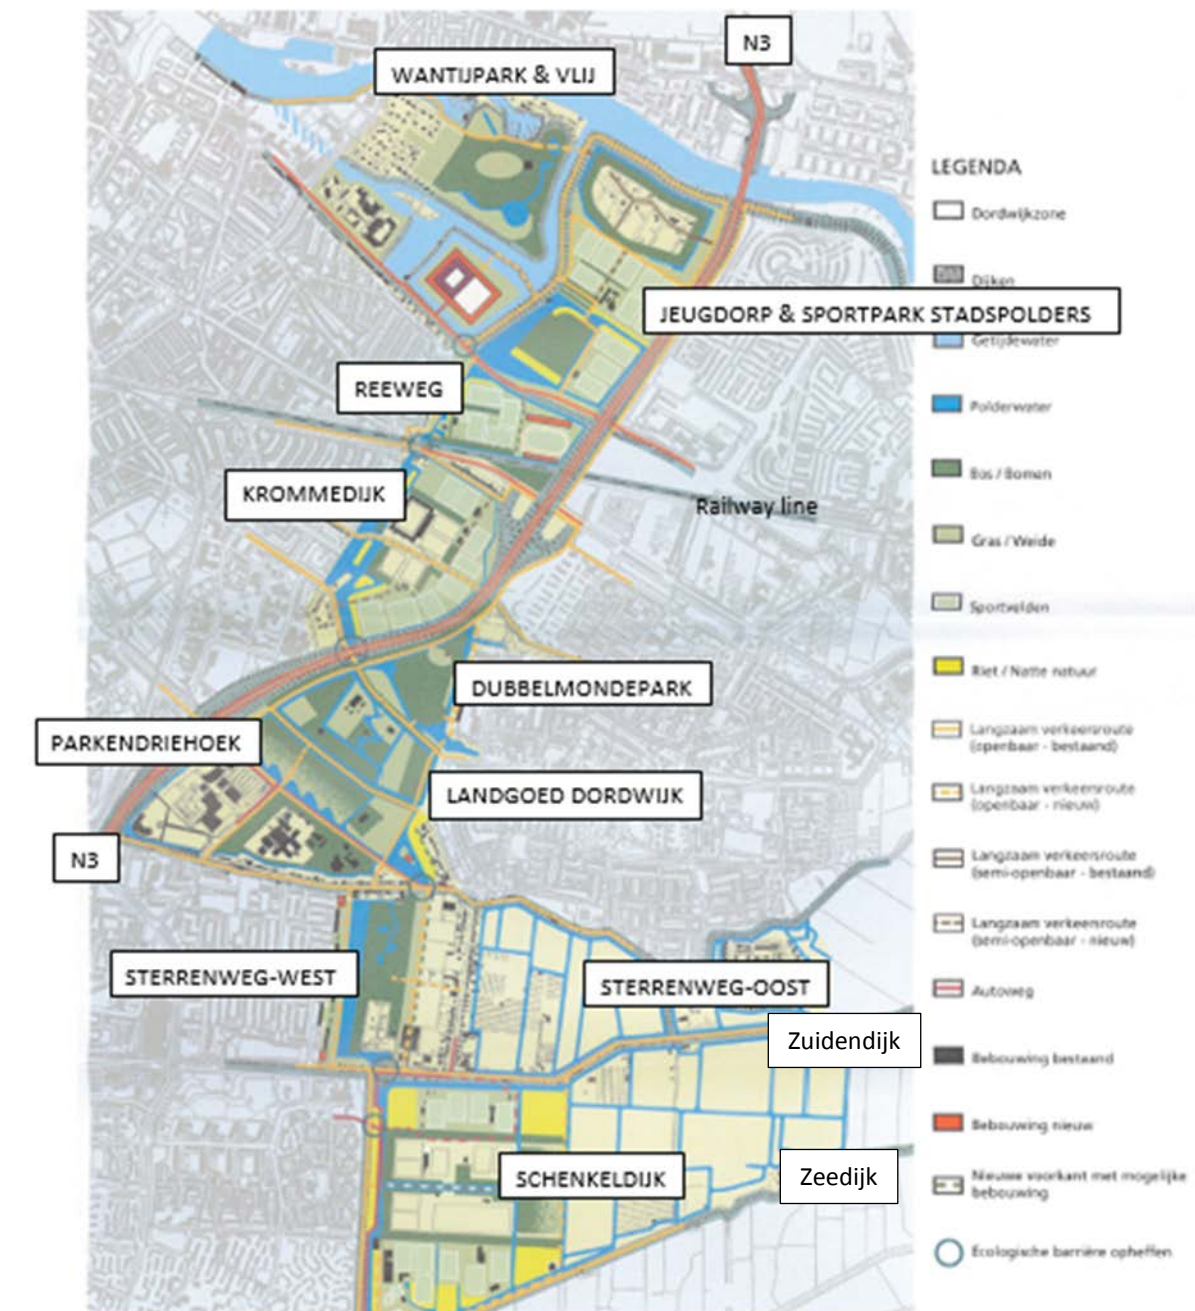 N3
WANTIJPARK & VLIJ
JEUGDORP & SPORTPARK STADSPOLDERS
REEWEG
KROMMEDIJK
Railway line
DUBBELMONDEPARK
PARKENDRIEHOEK
LANDGOED DORDWIJK
N3
STERRENWEG-WEST
STERRENWEG-OOST
Zuidendijk
Zeedijk
SCHENKELDIJK
LEGENDA
Dordwijkzone
Dijken
Getijdewater
Polderwater
Bos / Bomen
Gras / Weide
Sportvelden
Riet / Natte natuur
Langzaam verkeersroute
(openbaar - bestaand)
Langzaam verkeersroute
(openbaar - nieuw)
Langzaam verkeersroute
(semi-openbaar - bestaand)
Langzaam verkeersroute
(semi-openbaar - nieuw)
Autoweg
Bebouwing bestaand
Bebouwing nieuw
Nieuwe voorkant met mogelijke
bebouwing
Ecologische barrière opheffen